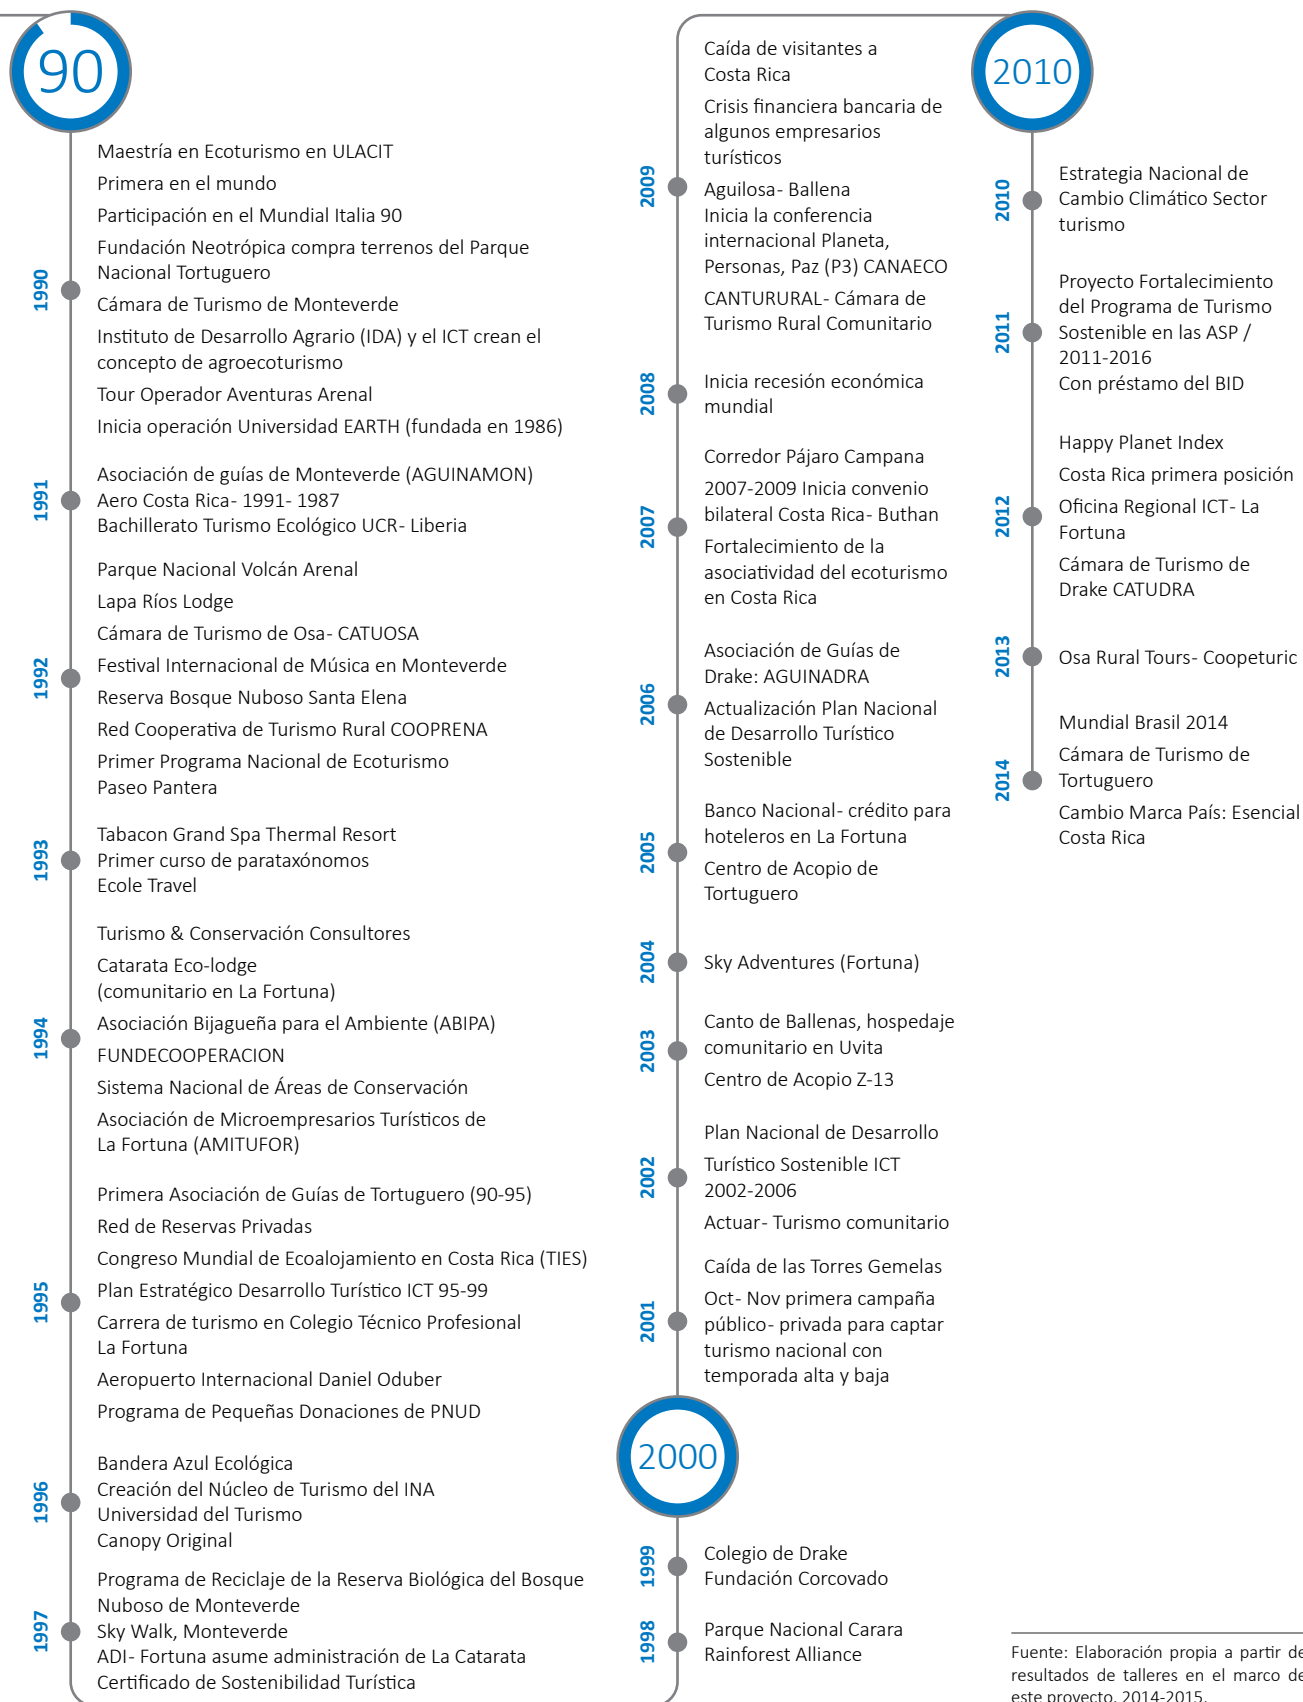 90
1990
Maestría en Ecoturismo en ULACIT
Primera en el mundo
Participación en el Mundial Italia 90
Fundación Neotrópica compra terrenos del Parque
Nacional Tortuguero
Cámara de Turismo de Monteverde
Instituto de Desarrollo Agrario (IDA) y el ICT crean el
concepto de agroecoturismo
Tour Operador Aventuras Arenal
Inicia operación Universidad EARTH (fundada en 1986)
1991
Asociación de guías de Monteverde (AGUINAMON)
Aero Costa Rica- 1991- 1987
Bachillerato Turismo Ecológico UCR- Liberia
1992
Parque Nacional Volcán Arenal
Lapa Ríos Lodge
Cámara de Turismo de Osa- CATUOSA
Festival Internacional de Música en Monteverde
Reserva Bosque Nuboso Santa Elena
Red Cooperativa de Turismo Rural COOPRENA
Primer Programa Nacional de Ecoturismo
Paseo Pantera
1993
Tabacon Grand Spa Thermal Resort
Primer curso de parataxónomos
Ecole Travel
1994
Turismo & Conservación Consultores
Catarata Eco-lodge
(comunitario en La Fortuna)
Asociación Bijagueña para el Ambiente (ABIPA)
FUNDECOOPERACION
Sistema Nacional de Áreas de Conservación
Asociación de Microempresarios Turísticos de
La Fortuna (AMITUFOR)
1995
Primera Asociación de Guías de Tortuguero (90-95)
Red de Reservas Privadas
Congreso Mundial de Ecoalojamiento en Costa Rica (TIES)
Plan Estratégico Desarrollo Turístico ICT 95-99
Carrera de turismo en Colegio Técnico Profesional
La Fortuna
Aeropuerto Internacional Daniel Oduber
Programa de Pequeñas Donaciones de PNUD
1996
Bandera Azul Ecológica
Creación del Núcleo de Turismo del INA
Universidad del Turismo
Canopy Original
1997
Programa de Reciclaje de la Reserva Biológica del Bosque
Nuboso de Monteverde
Sky Walk, Monteverde
ADI- Fortuna asume administración de La Catarata
Certificado de Sostenibilidad Turística
2009
Caída de visitantes a
Costa Rica
Crisis financiera bancaria de
algunos empresarios
turísticos
Aguilosa- Ballena
Inicia la conferencia
internacional Planeta,
Personas, Paz (P3) CANAECO
CANTURURAL- Cámara de
Turismo Rural Comunitario
2008
Inicia recesión económica
mundial
2007
Corredor Pájaro Campana
2007-2009 Inicia convenio
bilateral Costa Rica- Buthan
Fortalecimiento de la
asociatividad del ecoturismo
en Costa Rica
2006
Asociación de Guías de
Drake: AGUINADRA
Actualización Plan Nacional
de Desarrollo Turístico
Sostenible
2005
Banco Nacional- crédito para
hoteleros en La Fortuna
Centro de Acopio de
Tortuguero
2004
Sky Adventures (Fortuna)
2003
Canto de Ballenas, hospedaje
comunitario en Uvita
Centro de Acopio Z-13
2002
Plan Nacional de Desarrollo
Turístico Sostenible ICT
2002-2006
Actuar- Turismo comunitario
2001
Caída de las Torres Gemelas
Oct- Nov primera campaña
público- privada para captar
turismo nacional con
temporada alta y baja
2000
1999
Colegio de Drake
Fundación Corcovado
1998
Parque Nacional Carara
Rainforest Alliance
2010
2010
Estrategia Nacional de
Cambio Climático Sector
turismo
2011
Proyecto Fortalecimiento
del Programa de Turismo
Sostenible en las ASP /
2011-2016
Con préstamo del BID
2012
Happy Planet Index
Costa Rica primera posición
Oficina Regional ICT- La
Fortuna
Cámara de Turismo de
Drake CATUDRA
2013
Osa Rural Tours- Coopeturic
2014
Mundial Brasil 2014
Cámara de Turismo de
Tortuguero
Cambio Marca País: Esencial
Costa Rica
Fuente: Elaboración propia a partir de
resultados de talleres en el marco de
este proyecto, 2014-2015.